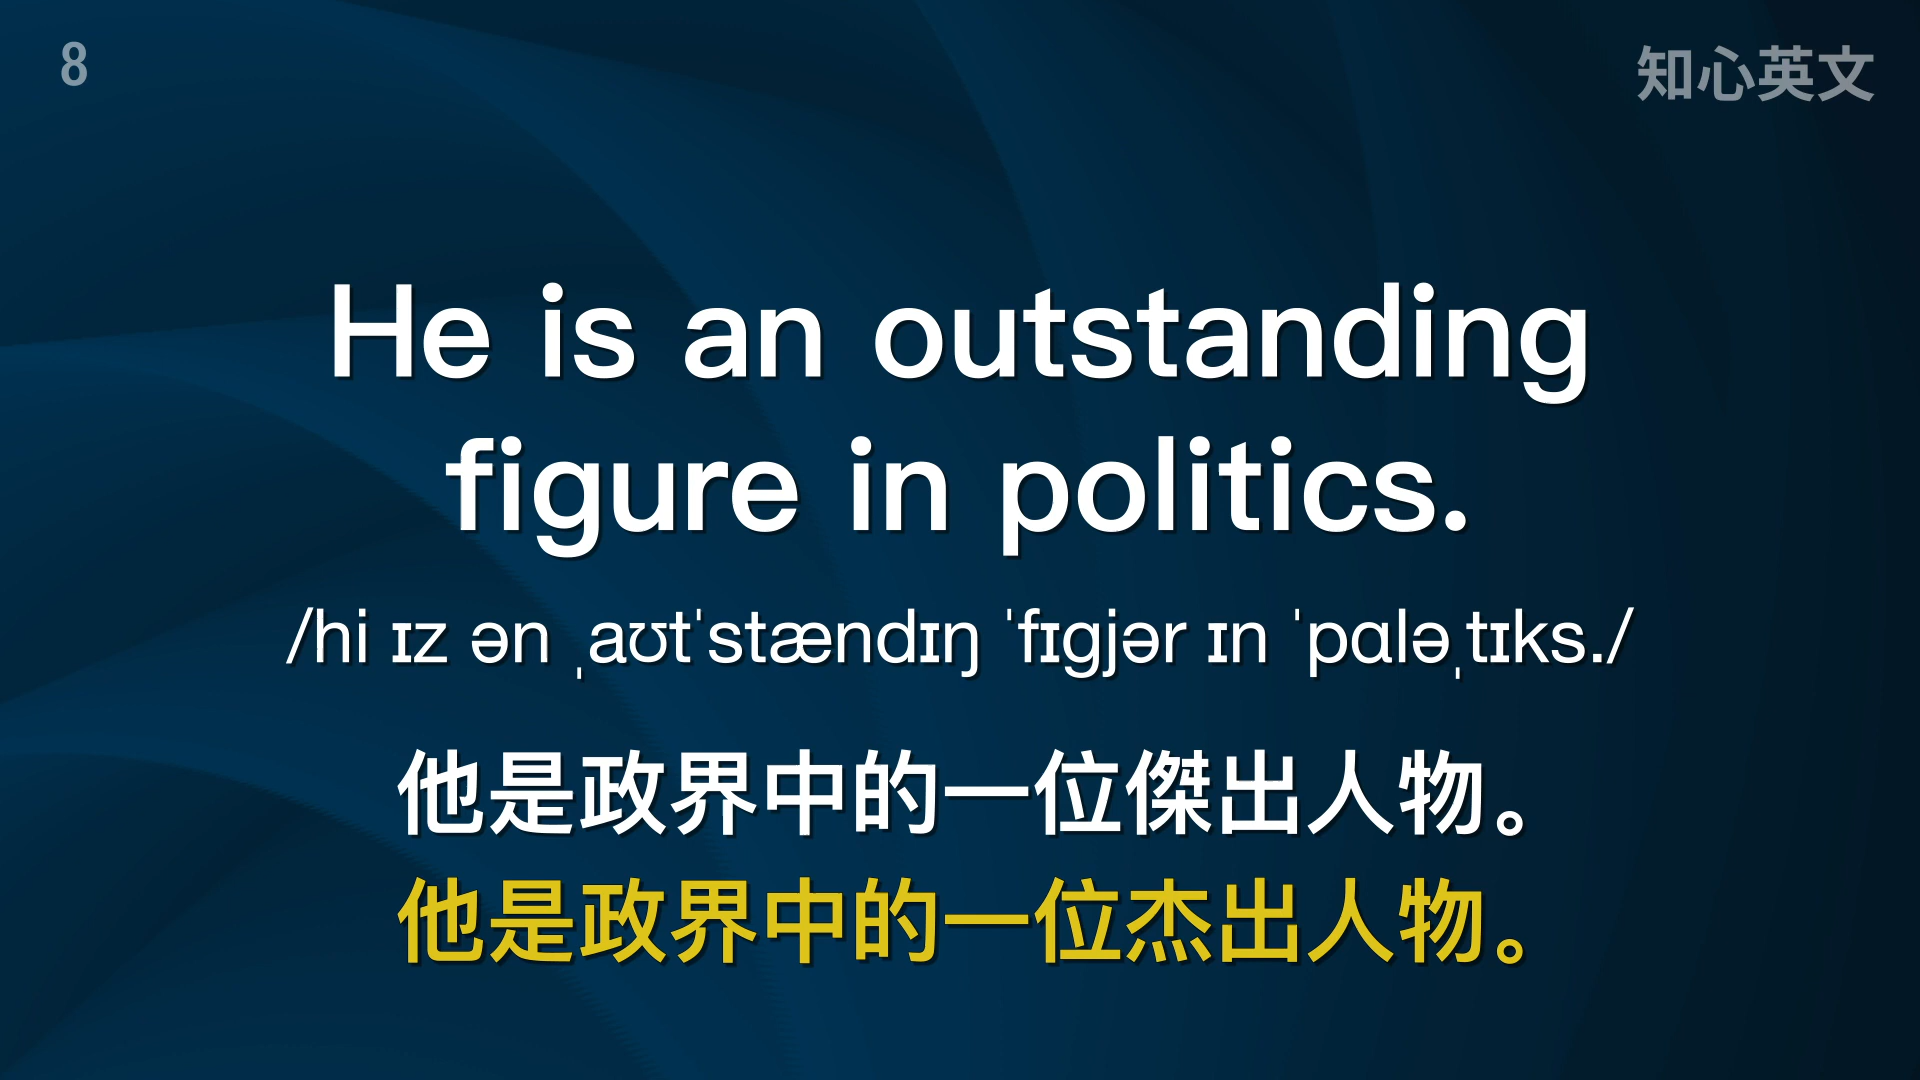 8
知心英文
He is an outstanding
figure in politics.
/hi ɪz ən ˌaʊtˈstændɪŋ ˈfɪgjər ɪn ˈpɑləˌtɪks./
他是政界中的一位傑出人物。
他是政界中的一位杰出人物。